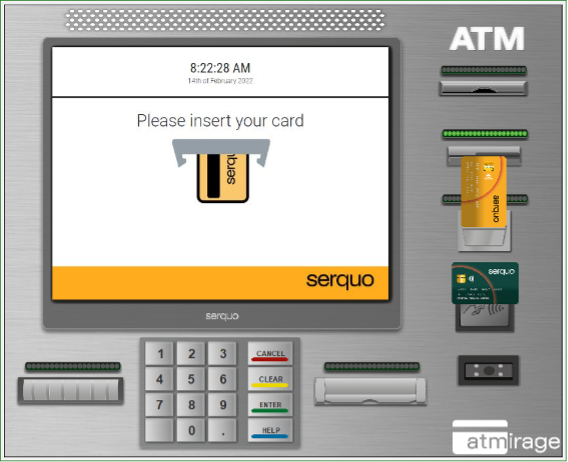 8:22:28 AM
14th of February 2022
Please insert your card
serquo
serquo
serquo
ATM
serquo
serquo
1 2 3 CANCEL
4 5 6 CLEAR
7 8 9 ENTER
0 . HELP
atmirage